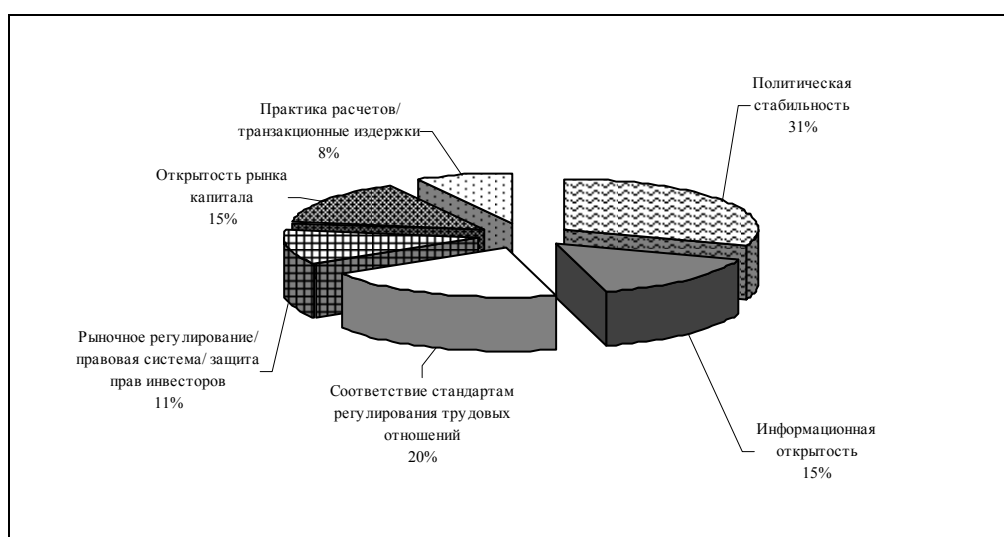 Политическая
стабильность
31%
Практика расчетов/
транзакционные издержки
8%
Открытость рынка
капитала
15%
Рыночное регулирование/
правовая система/ защита
прав инвесторов
11%
Соответствие стандартам
регулирования трудовых
отношений
20%
Информационная
открытость
15%